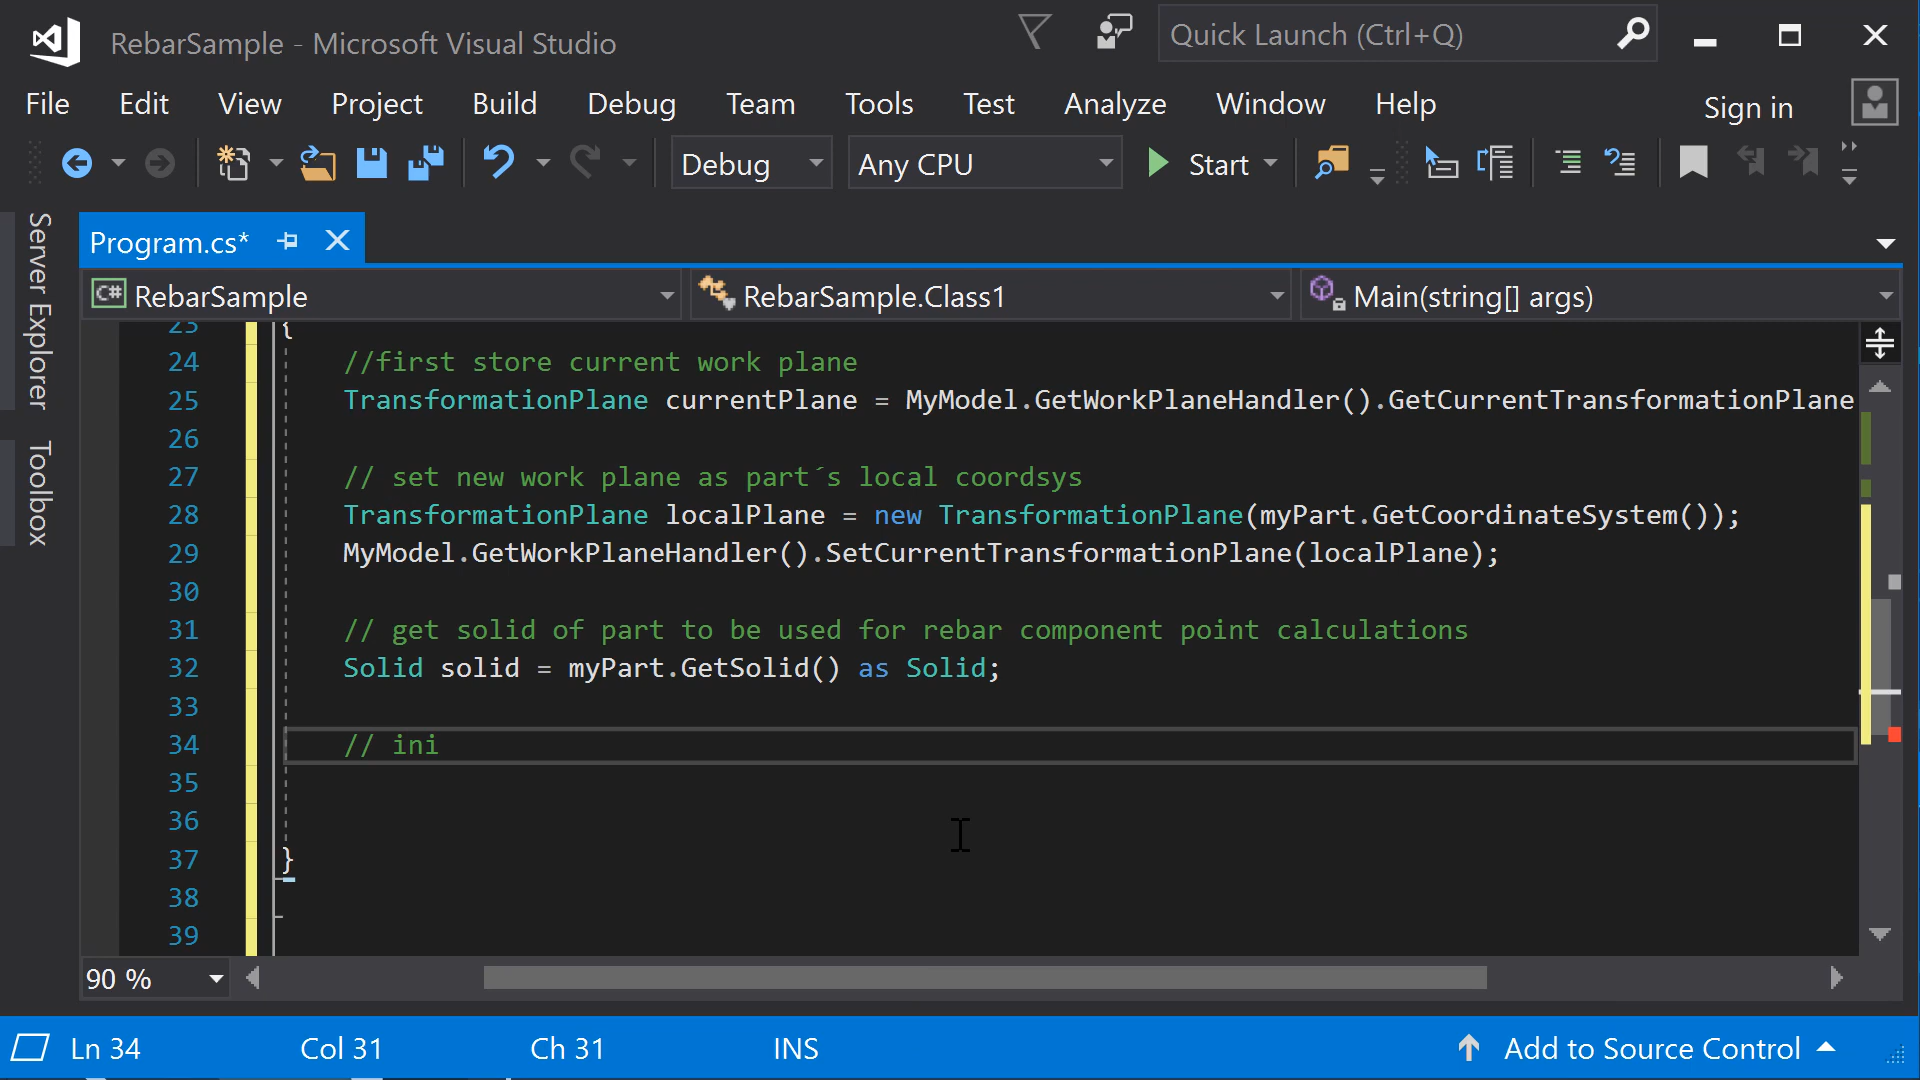 RebarSample - Microsoft Visual Studio
Quick Launch (Ctrl+Q)
File Edit View Project Build Debug Team Tools Test Analyze Window Help Sign in
Debug Any CPU Start
Server Explorer
Toolbox
Program.cs*
C# RebarSample RebarSample.Class1 Main(string[] args)
23 {
24 //first store current work plane
25 TransformationPlane currentPlane = MyModel.GetWorkPlaneHandler().GetCurrentTransformationPlane
26
27 // set new work plane as part´s local coordsys
28 TransformationPlane localPlane = new TransformationPlane(myPart.GetCoordinateSystem());
29 MyModel.GetWorkPlaneHandler().SetCurrentTransformationPlane(localPlane);
30
31 // get solid of part to be used for rebar component point calculations
32 Solid solid = myPart.GetSolid() as Solid;
33
34 // ini
35
36
37 }
38
39
90 %
Ln 34 Col 31 Ch 31 INS Add to Source Control